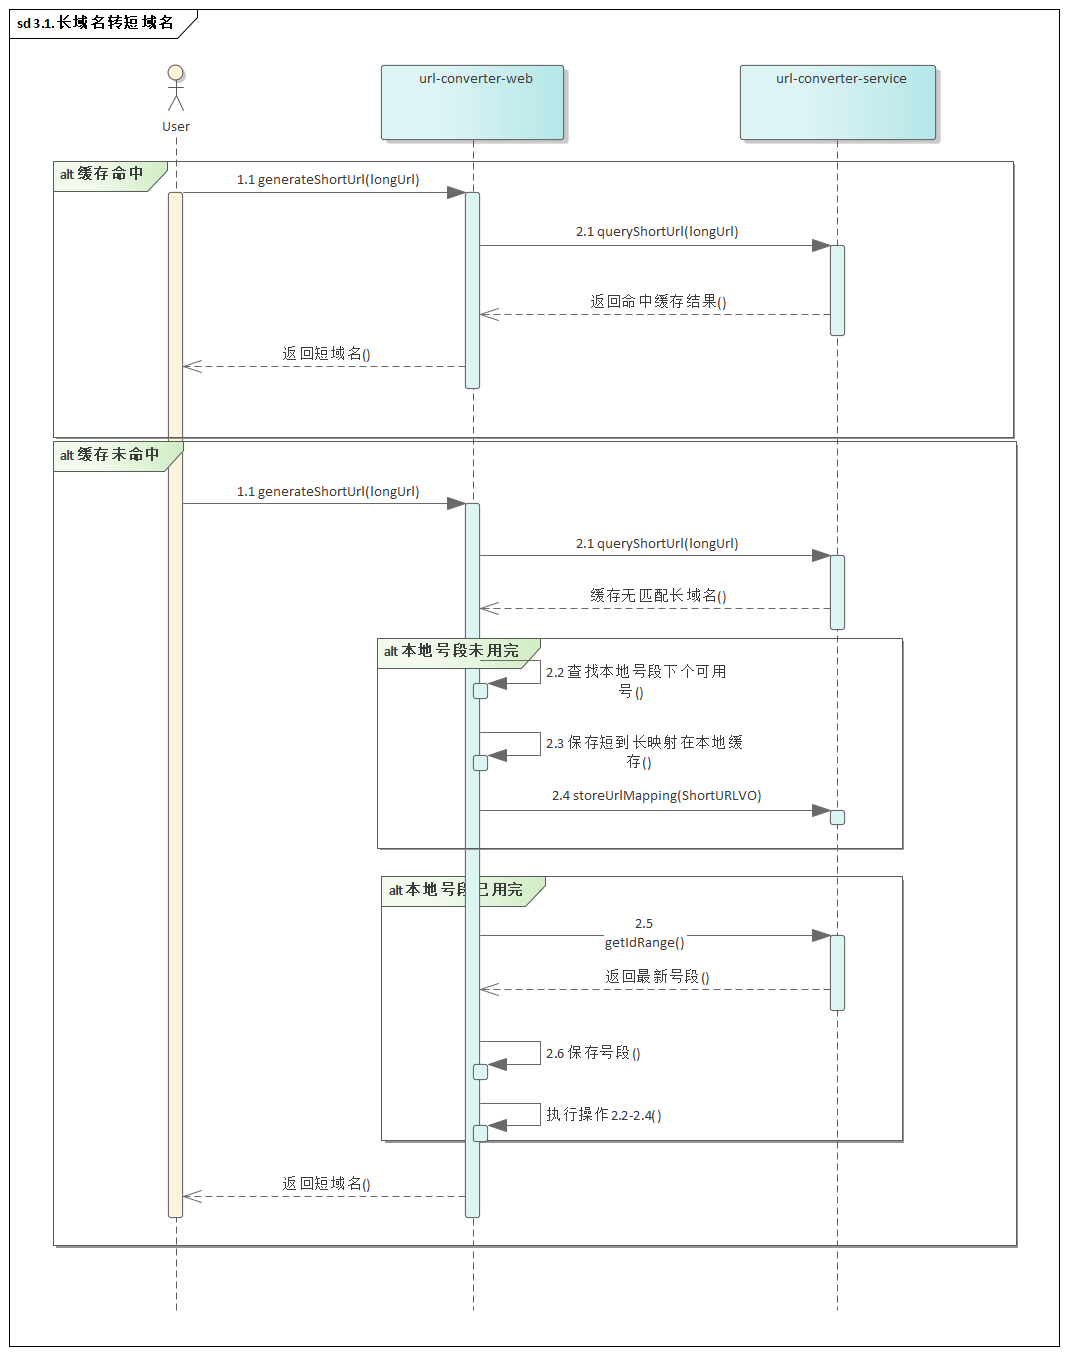 sd 3.1.长域名转短域名
url-converter-web
url-converter-service
User
alt 缓存命中
1.1 generateShortUrl(longUrl)
2.1 queryShortUrl(longUrl)
返回命中缓存结果()
返回短域名()
alt 缓存未命中
1.1 generateShortUrl(longUrl)
2.1 queryShortUrl(longUrl)
缓存无匹配长域名()
alt 本地号段未用完
2.2 查找本地号段下个可用
号()
2.3 保存短到长映射在本地缓
存()
2.4 storeUrlMapping(ShortURLVO)
alt 本地号段已用完
2.5
getIdRange()
返回最新号段()
2.6 保存号段()
执行操作2.2-2.4()
返回短域名()